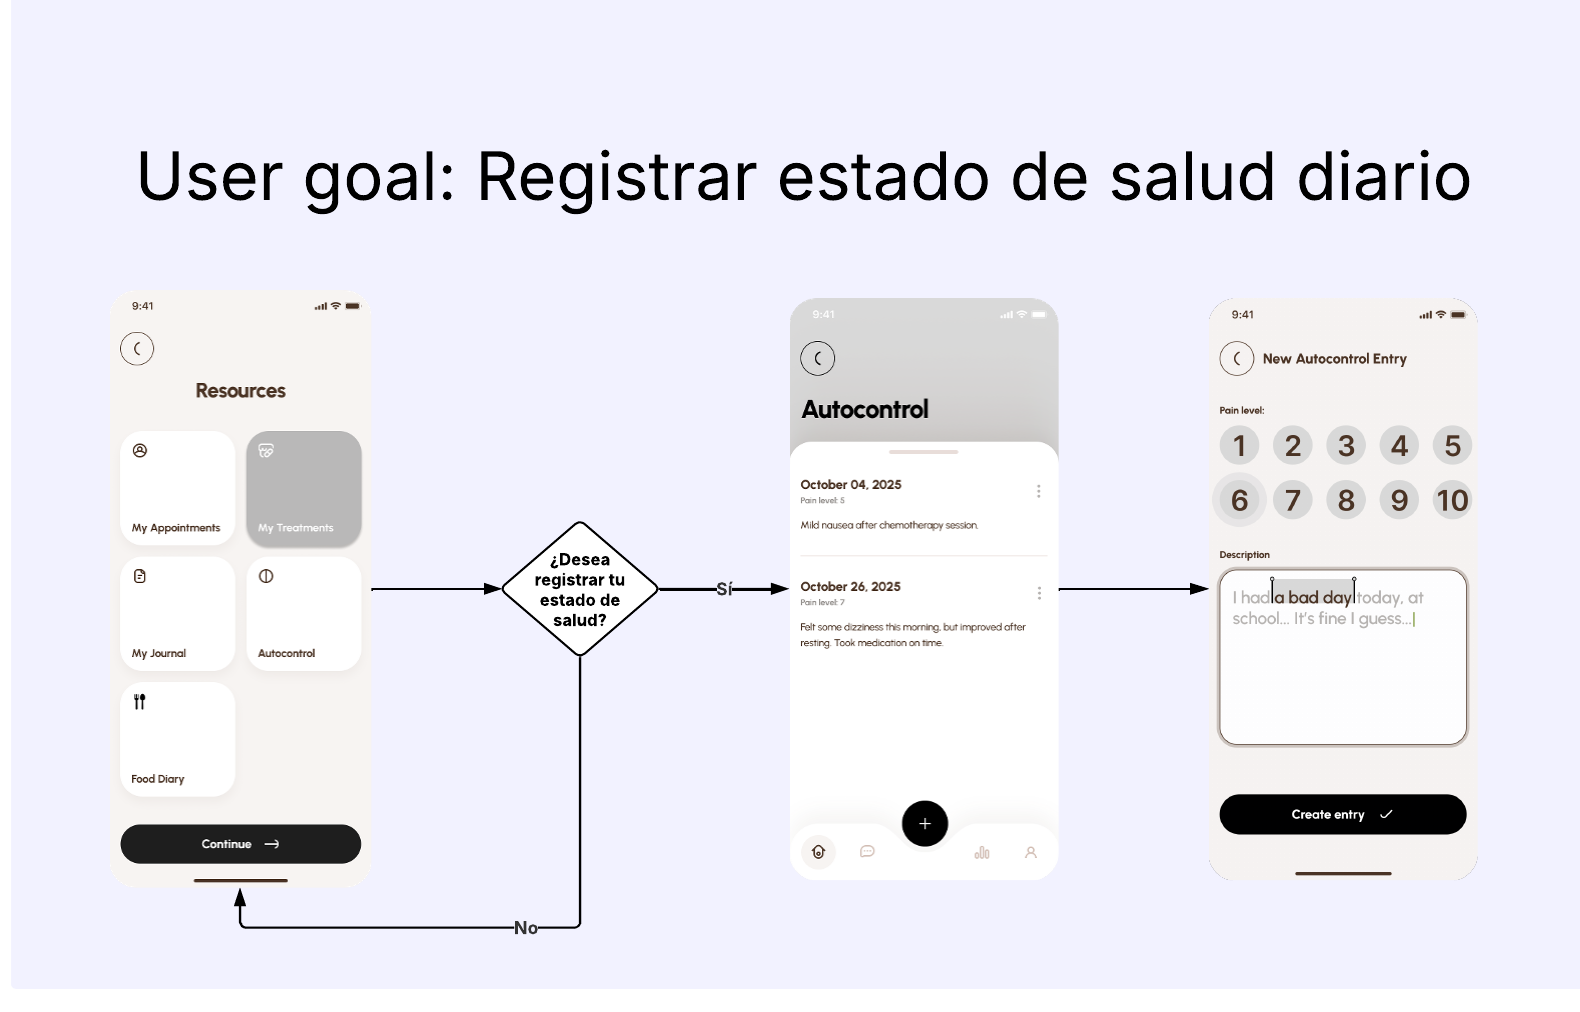 User goal: Registrar estado de salud diario
9:41
Resources
My Appointments
My Treatments
My Journal
Autocontrol
Food Diary
Continue
¿Desea
registrar tu
estado de
salud?
Sí
No
9:41
Autocontrol
October 04, 2025
Pain level: 5
Mild nausea after chemotherapy session.
October 26, 2025
Pain level: 7
Felt some dizziness this morning, but improved after
resting. Took medication on time.
9:41
New Autocontrol Entry
Pain level:
1 2 3 4 5
6 7 8 9 10
Description
I had a bad day today, at
school... It's fine I guess...
Create entry